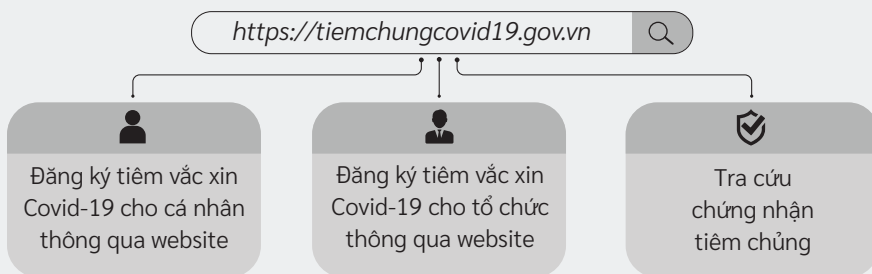 https://tiemchungcovid19.gov.vn
Đăng ký tiêm vắc xin
Covid-19 cho cá nhân
thông qua website
Đăng ký tiêm vắc xin
Covid-19 cho tổ chức
thông qua website
Tra cứu
chứng nhận
tiêm chủng